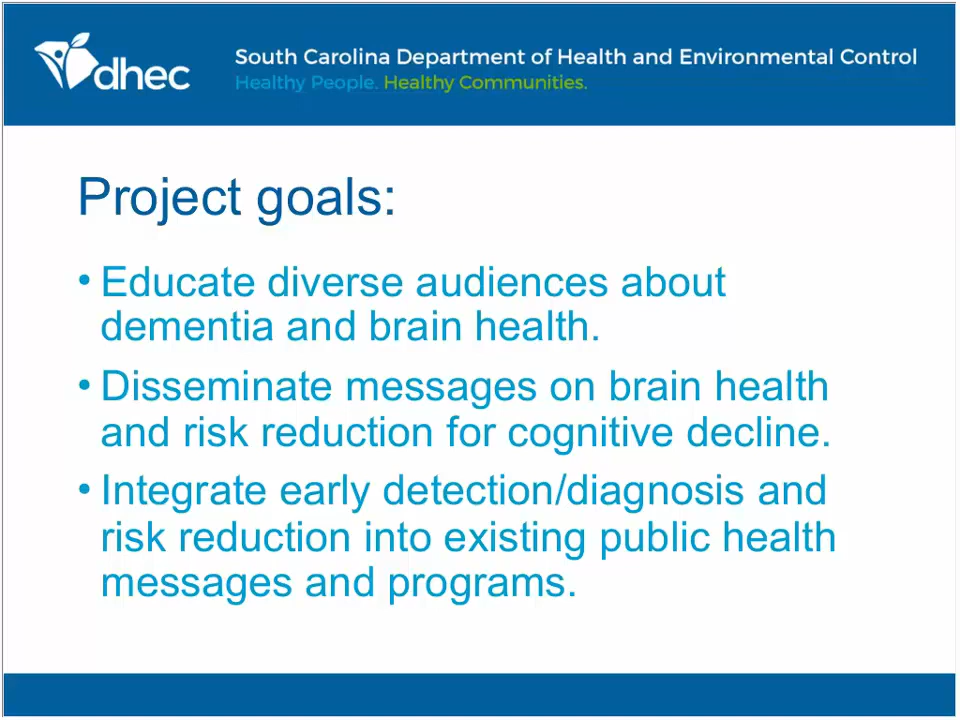 dhec
South Carolina Department of Health and Environmental Control
Healthy People. Healthy Communities.
Project goals:
• Educate diverse audiences about
dementia and brain health.
• Disseminate messages on brain health
and risk reduction for cognitive decline.
• Integrate early detection/diagnosis and
risk reduction into existing public health
messages and programs.